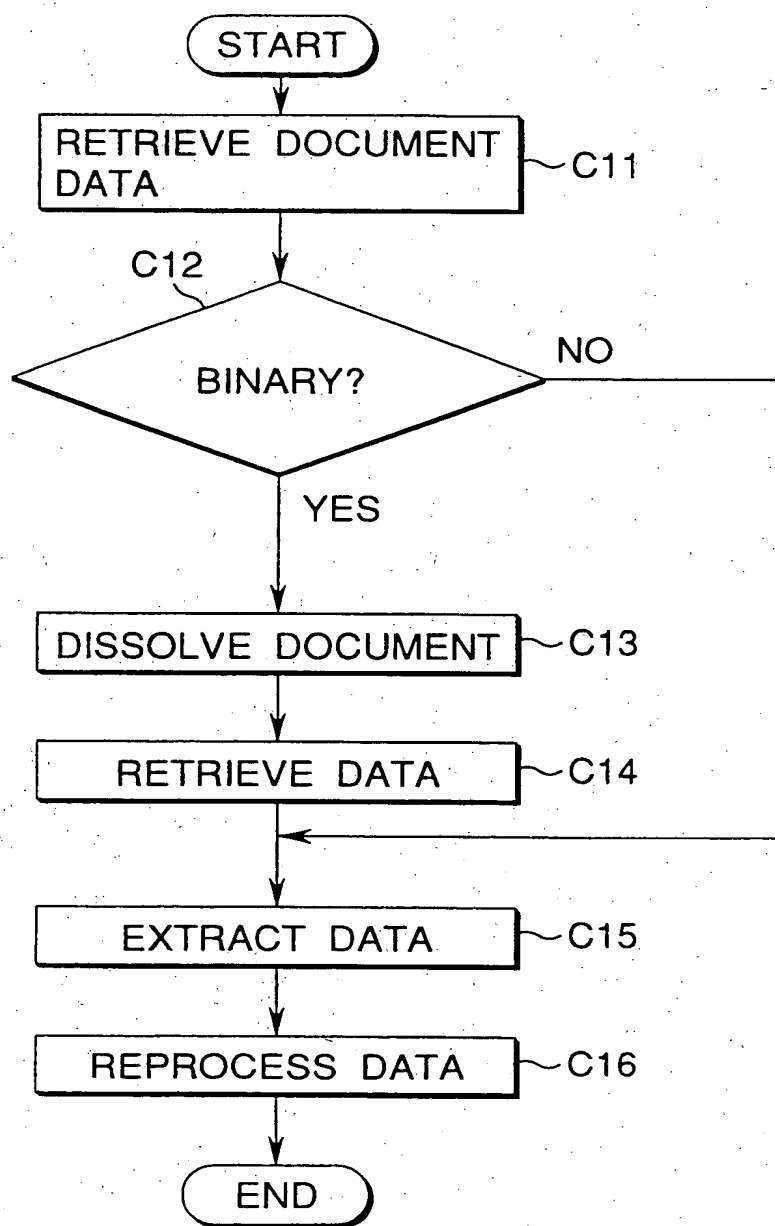 START
RETRIEVE DOCUMENT
DATA
C11
C12
BINARY?
NO
YES
DISSOLVE DOCUMENT
C13
RETRIEVE DATA
C14
EXTRACT DATA
C15
REPROCESS DATA
C16
END